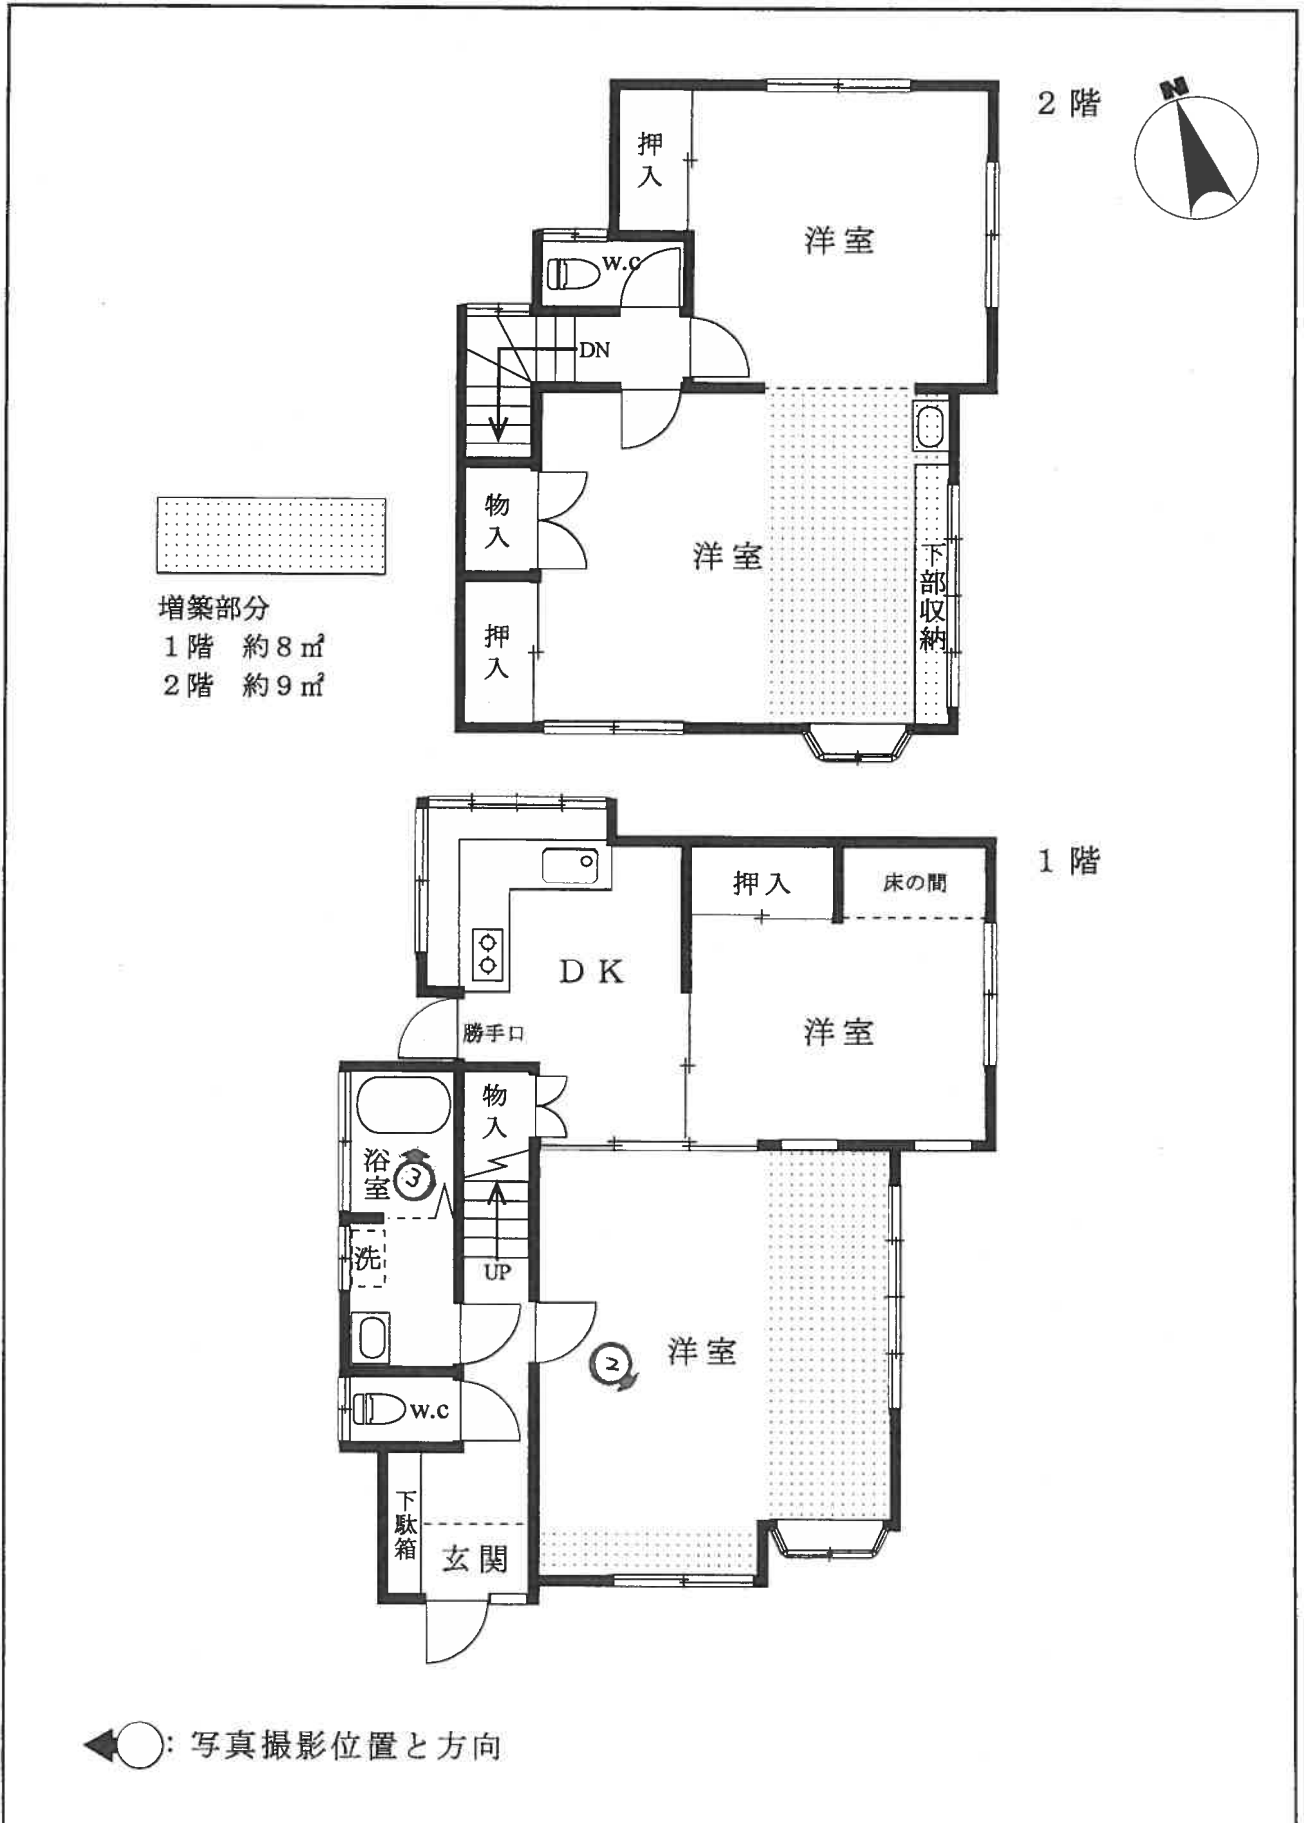 2階
N
押入
洋室
W.C
DN
物入
洋室
下部収納
押入
増築部分
1階 約8㎡
2階 約9㎡
1階
押入
床の間
DK
洋室
勝手口
物入
浴室
3
洗
UP
洋室
2
W.C
下駄箱
玄関
：写真撮影位置と方向